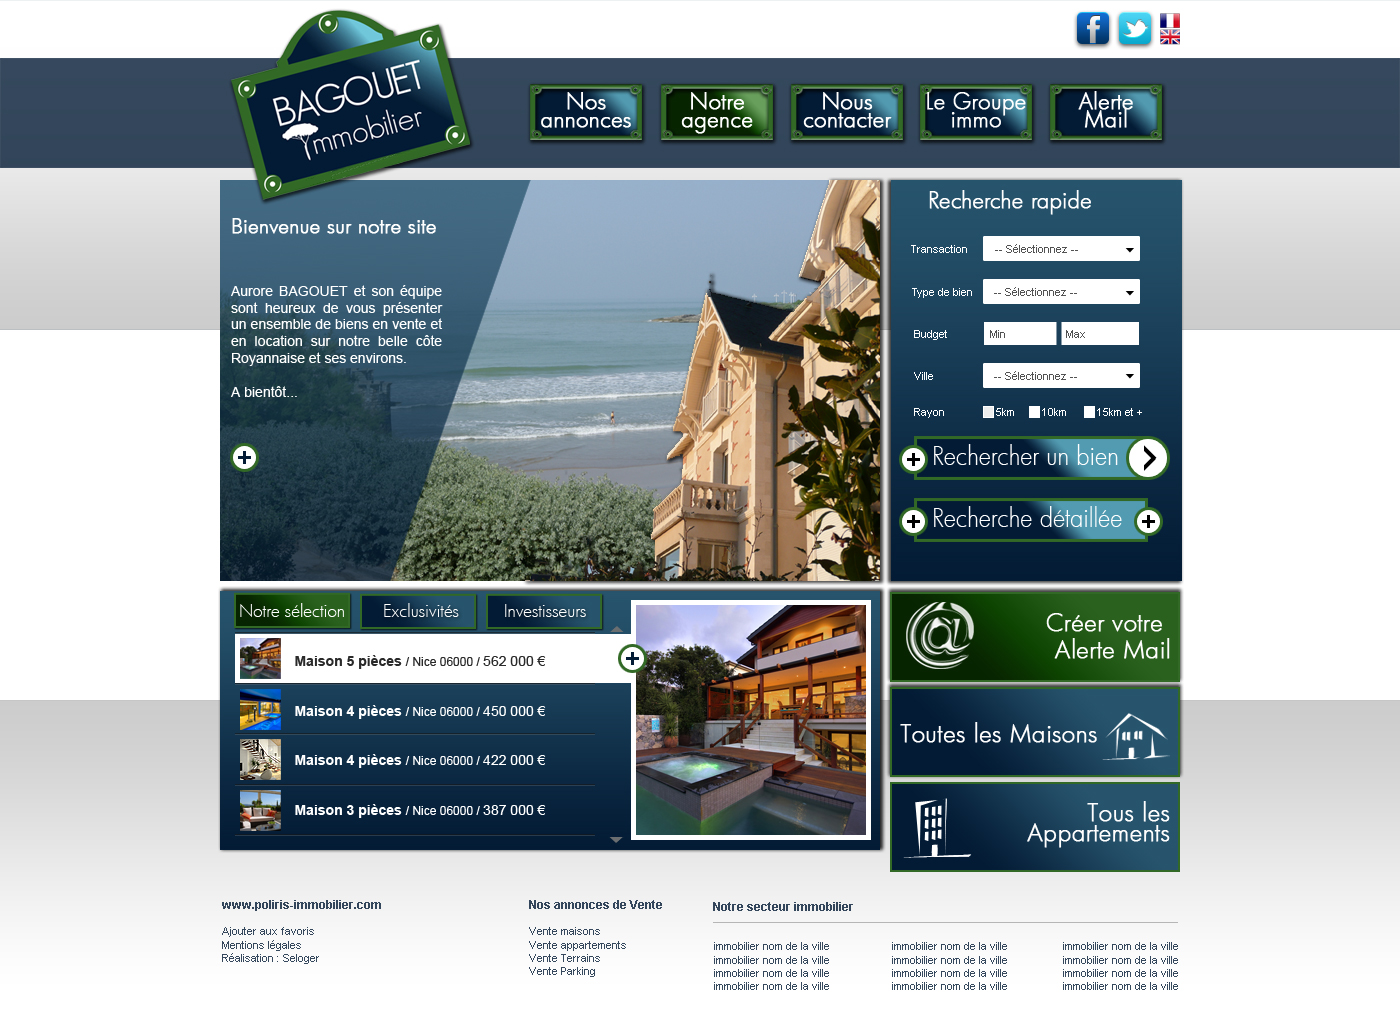 BAGOUET
immobilier
Nos
annonces
Notre
agence
Nous
contacter
Le Groupe
immo
Alerte
Mail
Bienvenue sur notre site
Aurore BAGOUET et son équipe
sont heureux de vous présenter
un ensemble de biens en vente et
en location sur notre belle côte
Royannaise et ses environs.
A bientôt...
Recherche rapide
Transaction
-- Sélectionnez --
Type de bien
-- Sélectionnez --
Budget
Min
Max
Ville
-- Sélectionnez --
Rayon
5km
10km
15km et +
Rechercher un bien
Recherche détaillée
Notre sélection
Exclusivités
Investisseurs
Maison 5 pièces / Nice 06000 / 562 000 €
Maison 4 pièces / Nice 06000 / 450 000 €
Maison 4 pièces / Nice 06000 / 422 000 €
Maison 3 pièces / Nice 06000 / 387 000 €
Créer votre
Alerte Mail
Toutes les Maisons
Tous les
Appartements
www.poliris-immobilier.com
Ajouter aux favoris
Mentions légales
Réalisation : Seloger
Nos annonces de Vente
Vente maisons
Vente appartements
Vente Terrains
Vente Parking
Notre secteur immobilier
immobilier nom de la ville
immobilier nom de la ville
immobilier nom de la ville
immobilier nom de la ville
immobilier nom de la ville
immobilier nom de la ville
immobilier nom de la ville
immobilier nom de la ville
immobilier nom de la ville
immobilier nom de la ville
immobilier nom de la ville
immobilier nom de la ville